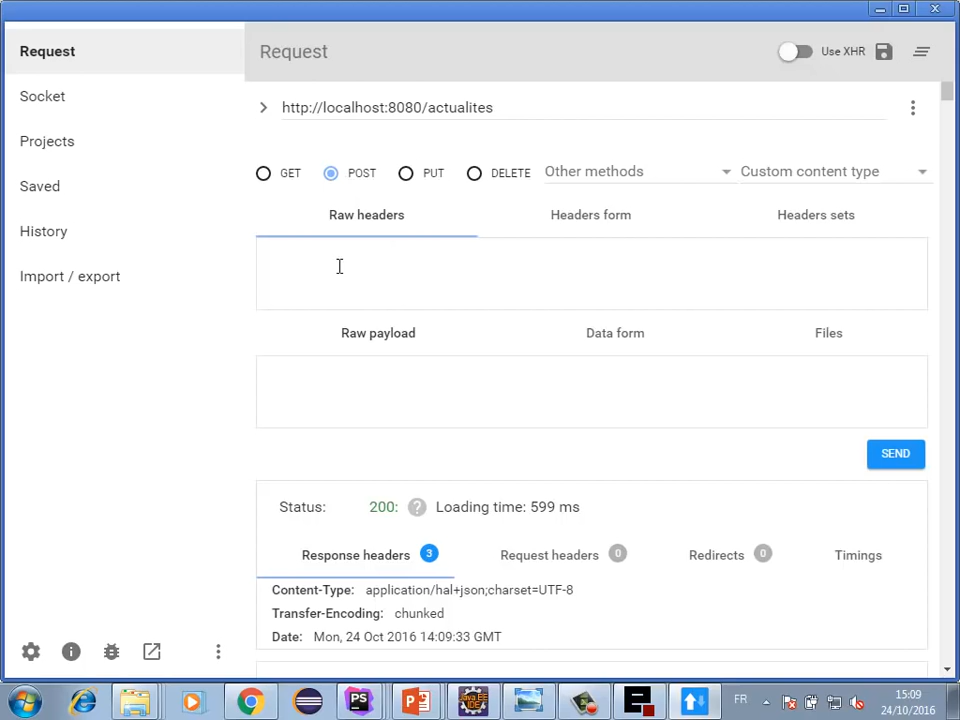 Request
Socket
Projects
Saved
History
Import / export
Request
Use XHR
http://localhost:8080/actualites
GET POST PUT DELETE Other methods Custom content type
Raw headers Headers form Headers sets
Raw payload Data form Files
SEND
Status: 200: ? Loading time: 599 ms
Response headers 3 Request headers 0 Redirects 0 Timings
Content-Type: application/hal+json;charset=UTF-8
Transfer-Encoding: chunked
Date: Mon, 24 Oct 2016 14:09:33 GMT
PS
P
Java EE
IDE
FR
15:09
24/10/2016